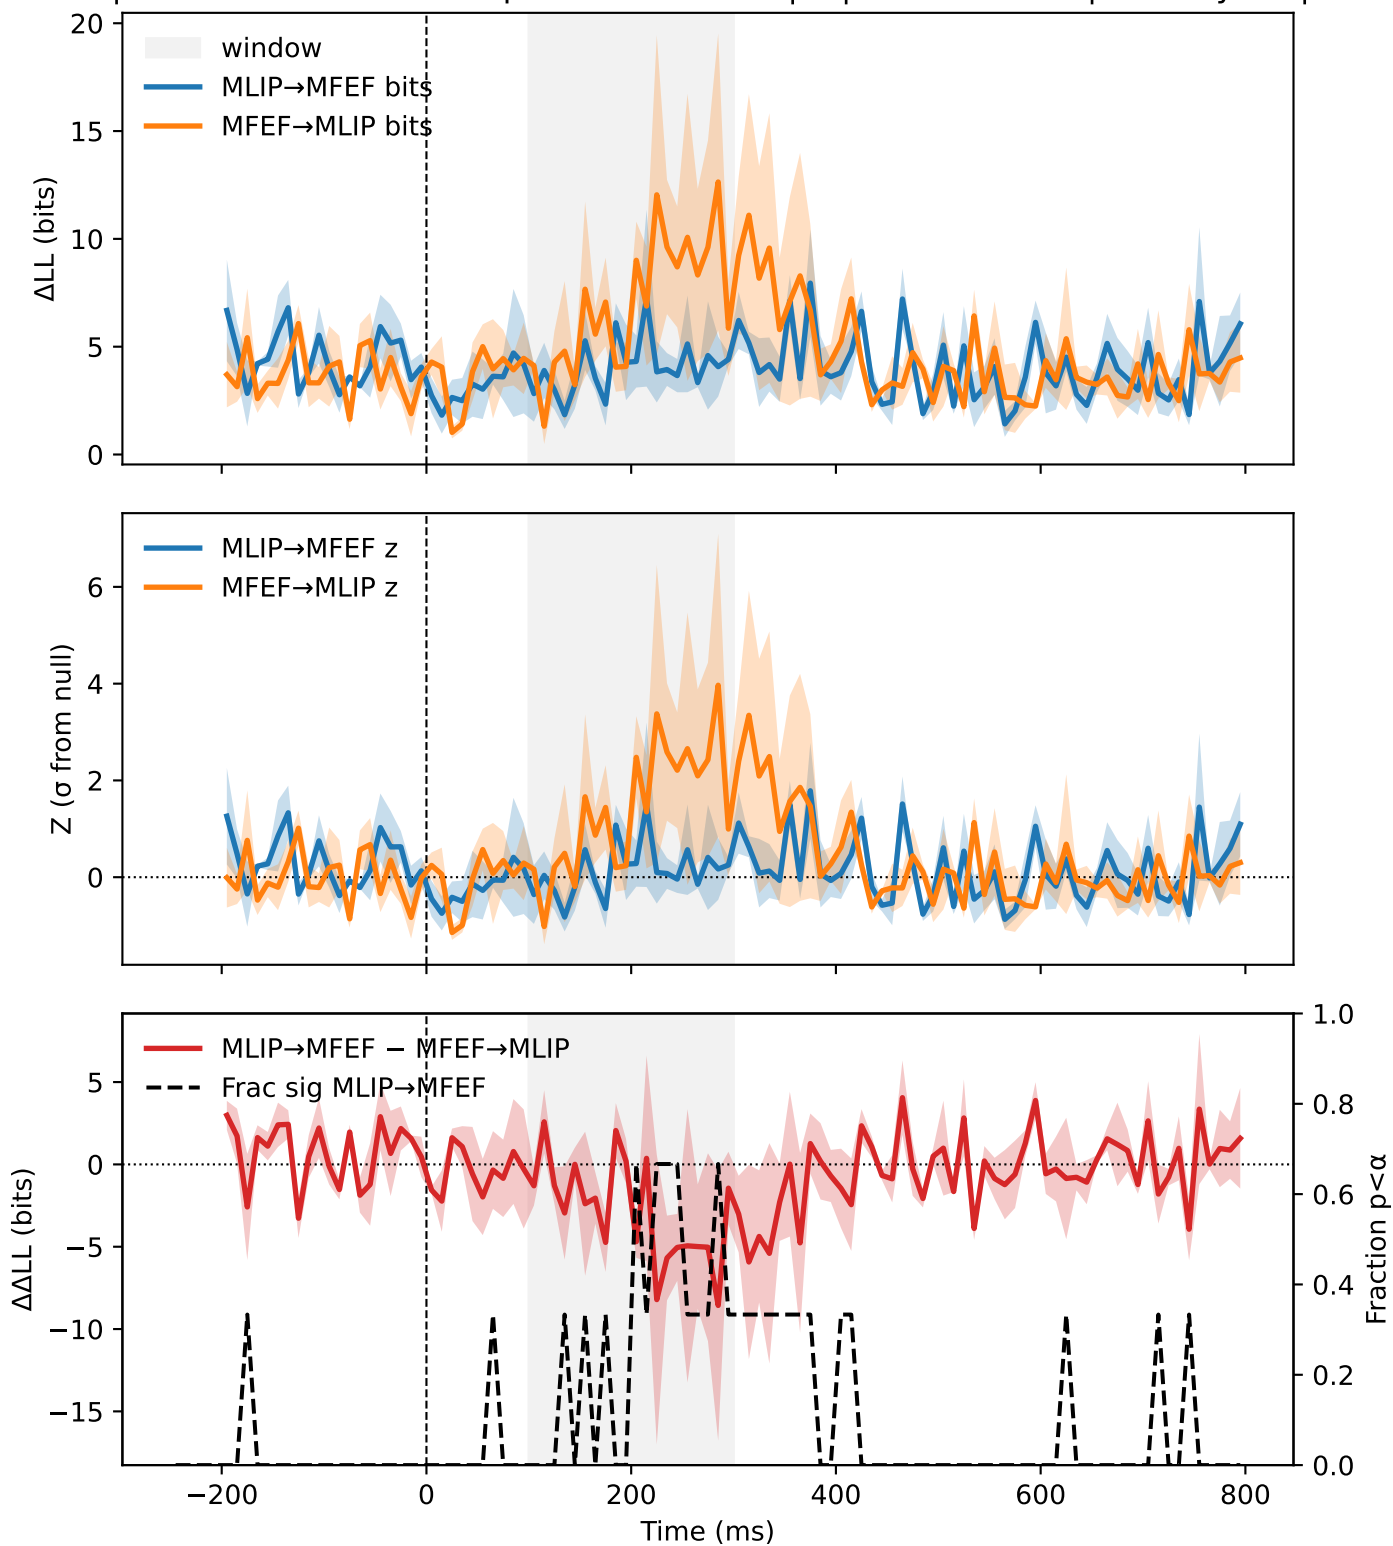 20
15
10
5
0
ΔLL (bits)
window
MLIP→MFEF bits
MFEF→MLIP bits
6
4
2
0
Z (σ from null)
MLIP→MFEF z
MFEF→MLIP z
5
0
−5
−10
−15
ΔΔLL (bits)
MLIP→MFEF − MFEF→MLIP
Frac sig MLIP→MFEF
1.0
0.8
0.6
0.4
0.2
0.0
Fraction p<α
−200 0 200 400 600 800
Time (ms)